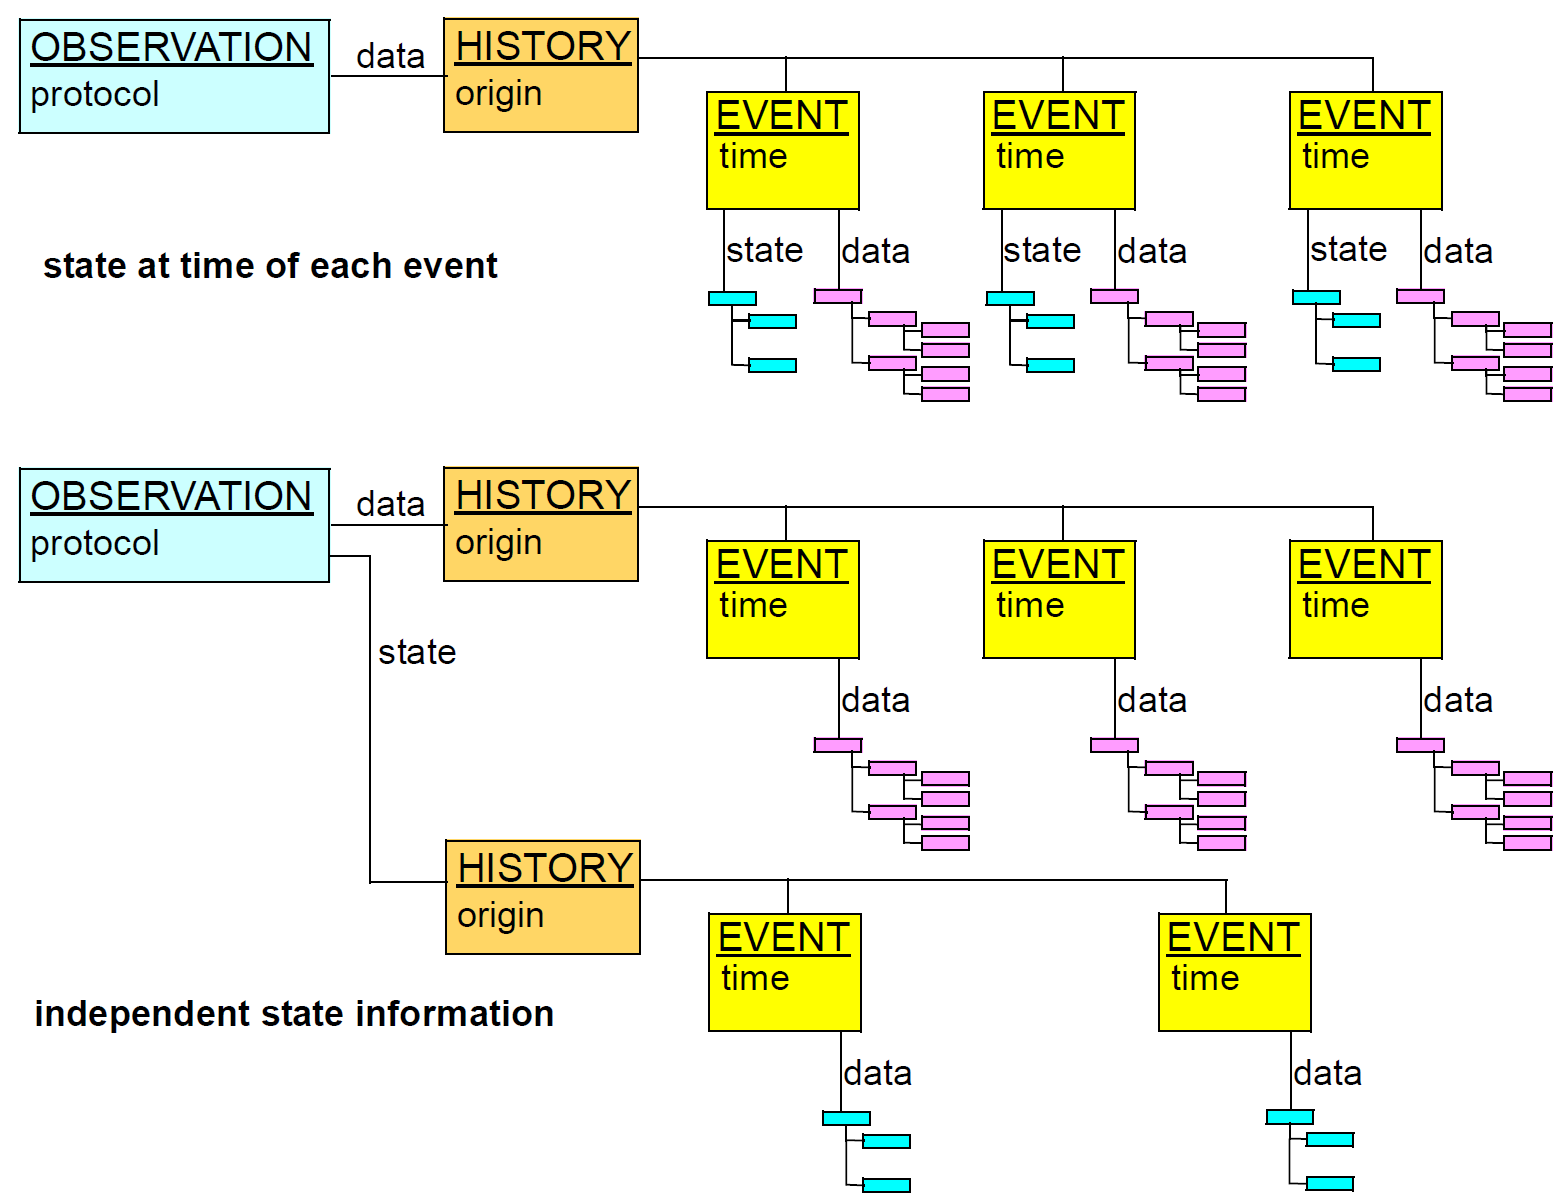 OBSERVATION
protocol
data
HISTORY
origin
EVENT
time
EVENT
time
EVENT
time
state
data
state
data
state
data
state at time of each event
OBSERVATION
protocol
data
HISTORY
origin
EVENT
time
EVENT
time
EVENT
time
state
data
data
data
HISTORY
origin
EVENT
time
EVENT
time
independent state information
data
data